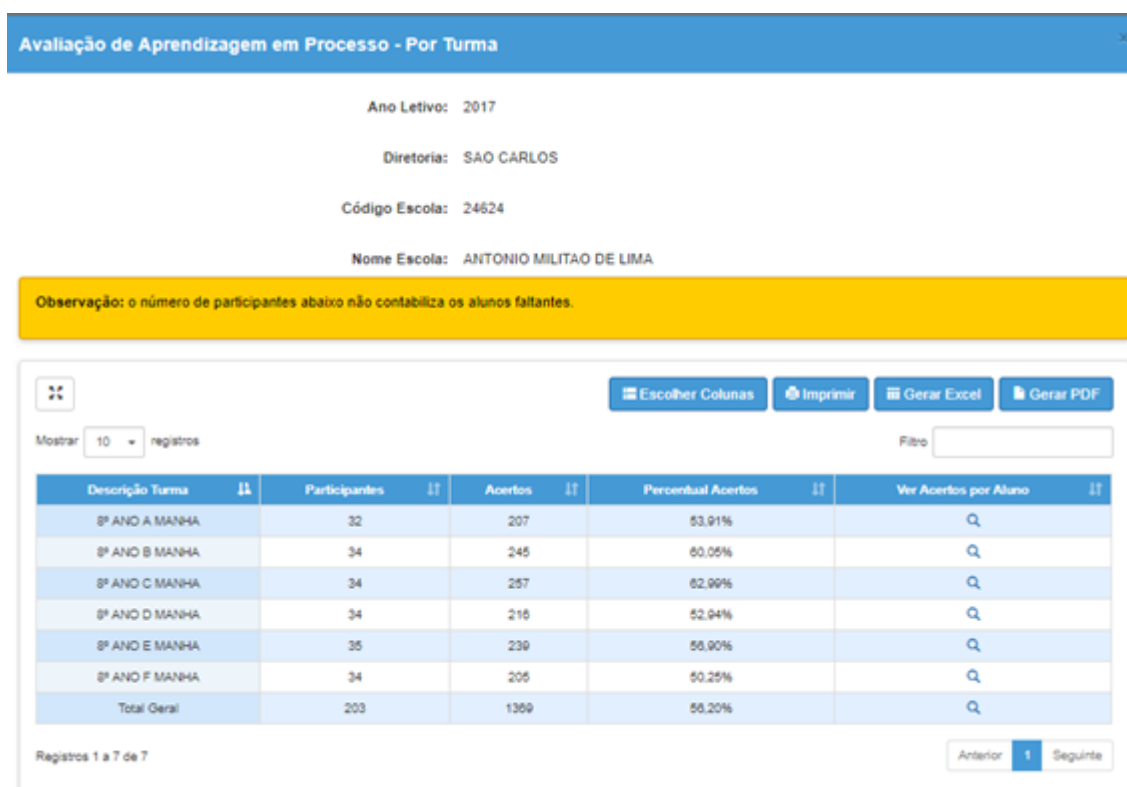 Avaliação de Aprendizagem em Processo - Por Turma
Ano Letivo: 2017
Diretoria: SAO CARLOS
Código Escola: 24624
Nome Escola: ANTONIO MILITAO DE LIMA
Observação: o número de participantes abaixo não contabiliza os alunos faltantes.
Escolher Colunas Imprimir Gerar Excel Gerar PDF
Mostrar 10 registros Filtro
Descrição Turma Participantes Acertos Percentual Acertos Ver Acertos por Aluno
8º ANO A MANHA 32 207 53,91%
8º ANO B MANHA 34 245 60,05%
8º ANO C MANHA 34 257 62,99%
8º ANO D MANHA 34 216 52,94%
8º ANO E MANHA 35 239 56,90%
8º ANO F MANHA 34 205 50,25%
Total Geral 203 1369 56,20%
Registros 1 a 7 de 7 Anterior 1 Seguinte